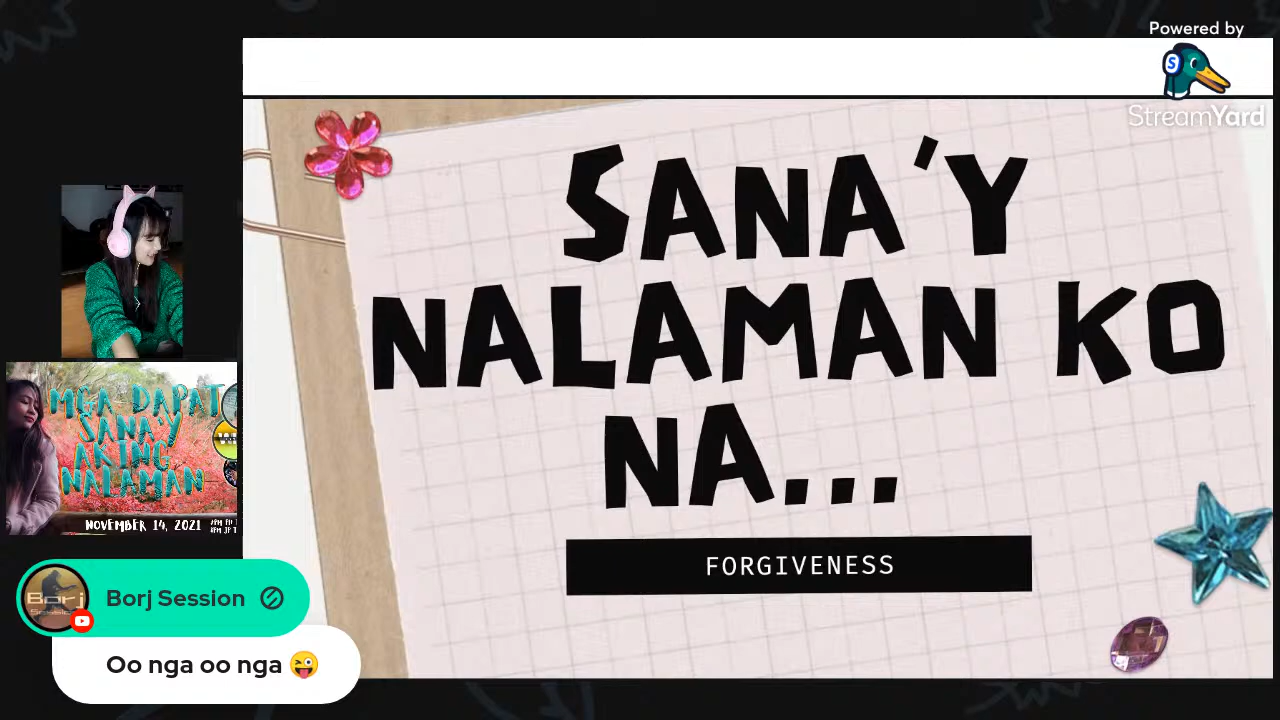 Powered by
StreamYard
SANA'Y
NALAMAN KO
NA...
FORGIVENESS
MGA DAPAT
SANA'Y
AKING
NALAMAN
NOVEMBER 14, 2021
Borj Session
Oo nga oo nga 😜